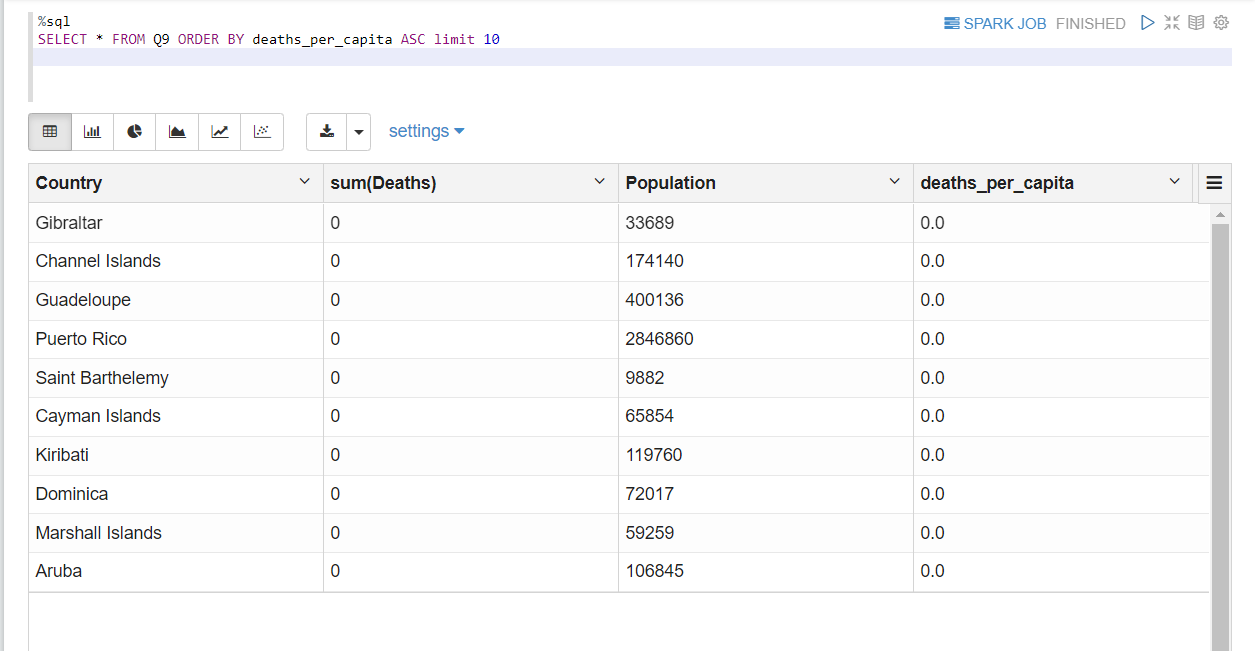 %sql
SPARK JOB FINISHED
SELECT * FROM Q9 ORDER BY deaths_per_capita ASC limit 10
settings
Country sum(Deaths) Population deaths_per_capita
Gibraltar 0 33689 0.0
Channel Islands 0 174140 0.0
Guadeloupe 0 400136 0.0
Puerto Rico 0 2846860 0.0
Saint Barthelemy 0 9882 0.0
Cayman Islands 0 65854 0.0
Kiribati 0 119760 0.0
Dominica 0 72017 0.0
Marshall Islands 0 59259 0.0
Aruba 0 106845 0.0